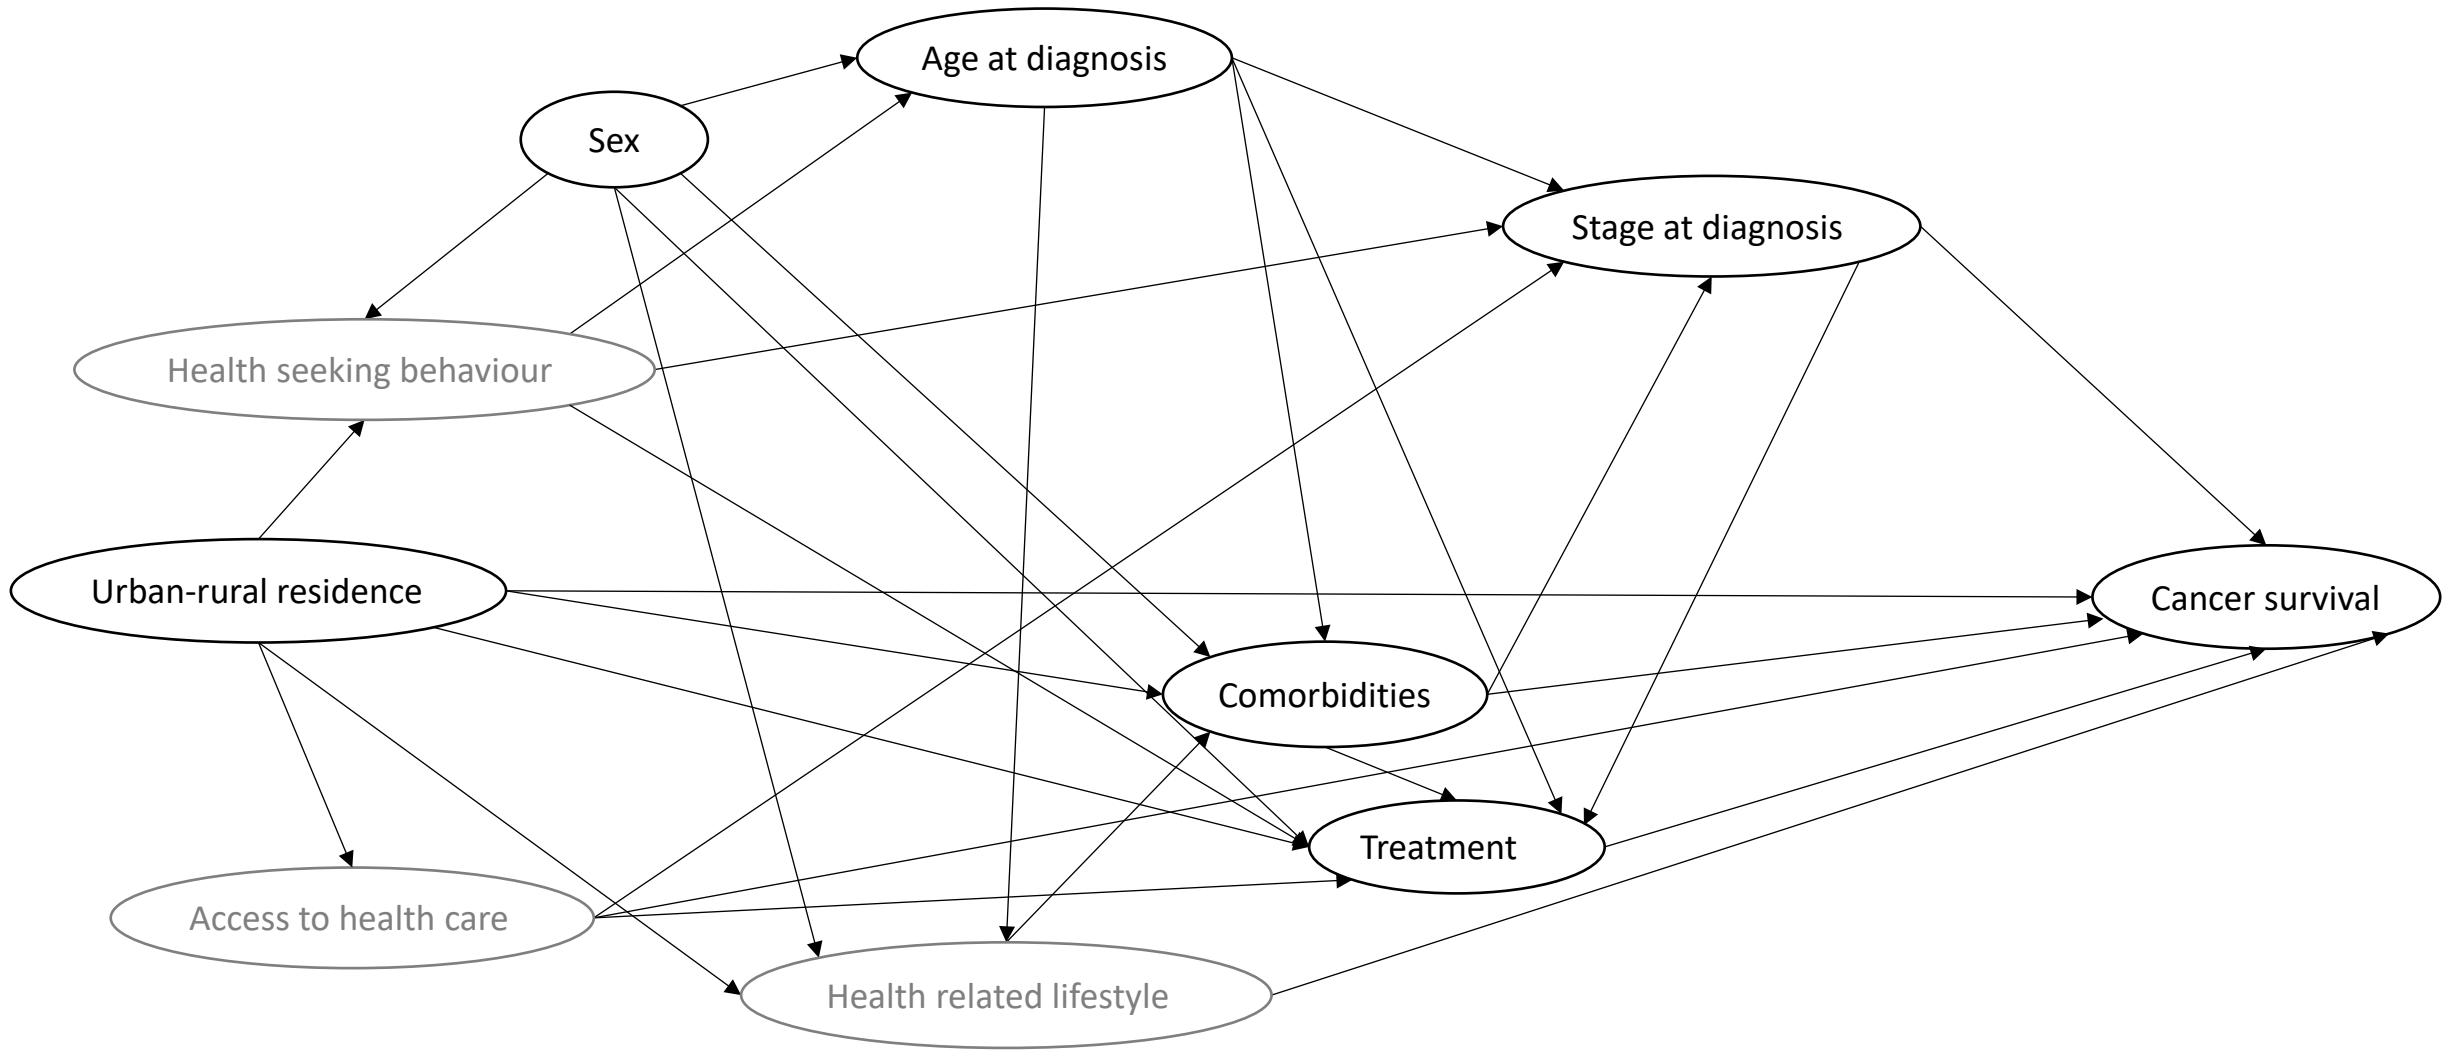 Age at diagnosis
Sex
Stage at diagnosis
Health seeking behaviour
Urban-rural residence
Cancer survival
Comorbidities
Treatment
Access to health care
Health related lifestyle